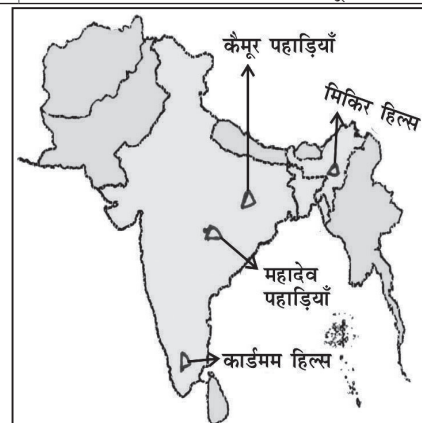 कैमूर पहाड़ियाँ
मिकिर हिल्स
महादेव
पहाड़ियाँ
कार्डमम हिल्स